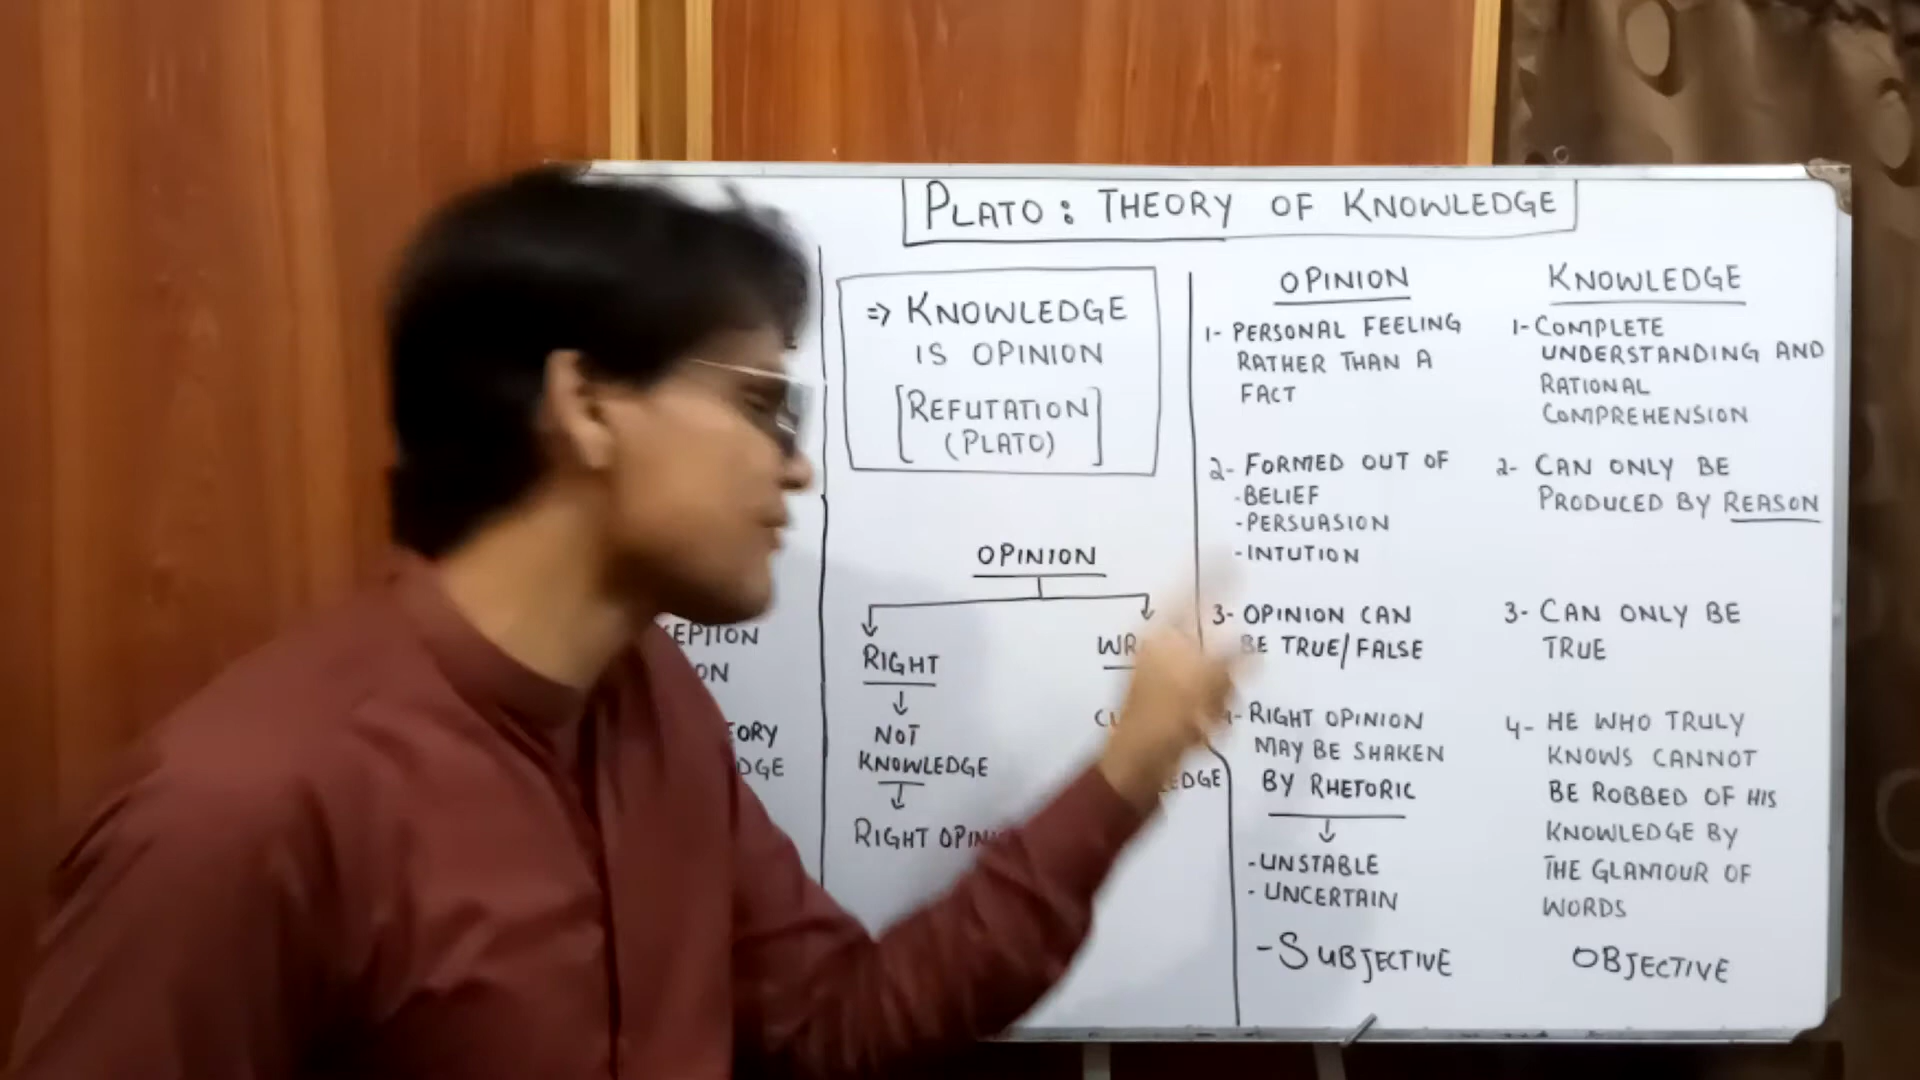 PLATO: THEORY OF KNOWLEDGE
⇒ KNOWLEDGE
IS OPINION
[REFUTATION
(PLATO)]
OPINION
RIGHT
↓
NOT
KNOWLEDGE
↓
RIGHT
OPINION
1- PERSONAL FEELING
RATHER THAN A
FACT
2- FORMED OUT OF
-BELIEF
-PERSUASION
-INTUTION
3- OPINION CAN
BE TRUE/FALSE
4- RIGHT OPINION
MAY BE SHAKEN
BY RHETORIC
↓
-UNSTABLE
-UNCERTAIN
-SUBJECTIVE
KNOWLEDGE
1- COMPLETE
UNDERSTANDING AND
RATIONAL
COMPREHENSION
2- CAN ONLY BE
PRODUCED BY REASON
3- CAN ONLY BE
TRUE
4- HE WHO TRULY
KNOWS CANNOT
BE ROBBED OF HIS
KNOWLEDGE BY
THE GLAMOUR OF
WORDS
OBJECTIVE